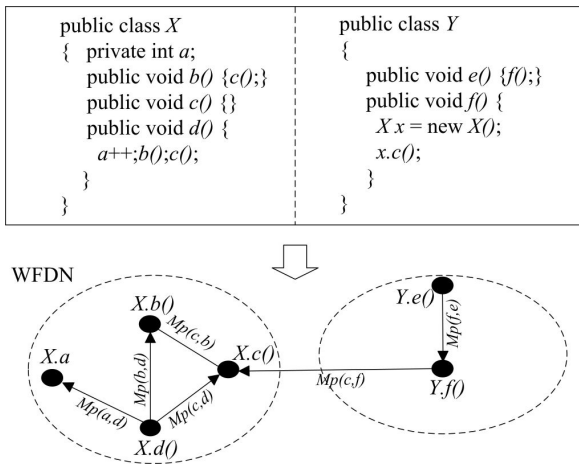 public class X
{ private int a;
public void b() {c();}
public void c() {}
public void d() {
a++;b();c();
}
}
public class Y
{
public void e() {f();}
public void f() {
X x = new X();
x.c();
}
}
WFDN
X.b()
Y.e()
Mp(c,b)
Mp(f,e)
X.a
X.c()
Mp(b,d)
Mp(c,f)
Y.f()
Mp(a,d)
Mp(c,d)
X.d()